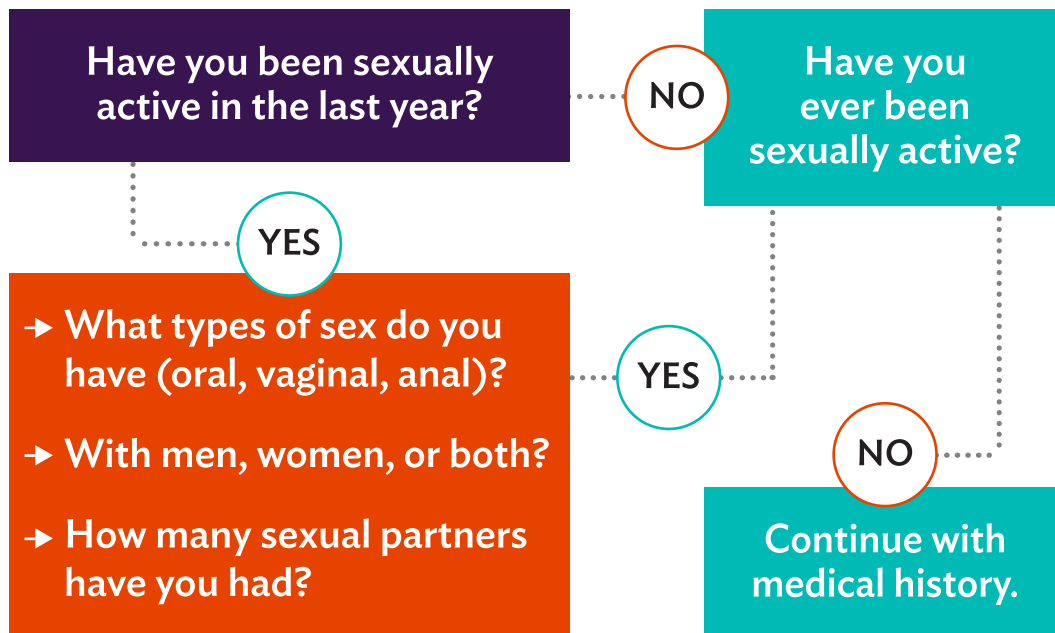 Have you been sexually
active in the last year?
NO
Have you
ever been
sexually active?
YES
What types of sex do you
have (oral, vaginal, anal)?
With men, women, or both?
How many sexual partners
have you had?
YES
NO
Continue with
medical history.